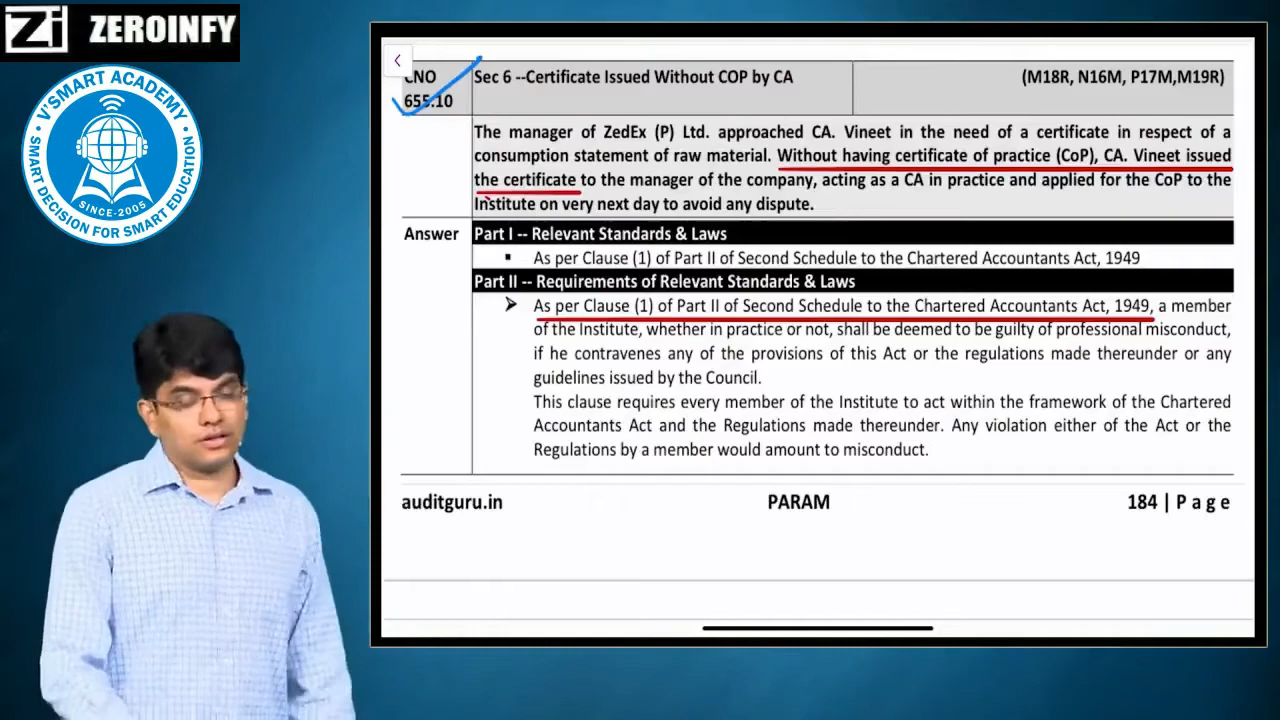 Zi ZEROINFY
V'SMART ACADEMY
SINCE-2005
SMART DECISION FOR SMART EDUCATION
CNO
655.10
Sec 6 --Certificate Issued Without COP by CA
(M18R, N16M, P17M,M19R)
The manager of ZedEx (P) Ltd. approached CA. Vineet in the need of a certificate in respect of a
consumption statement of raw material. Without having certificate of practice (CoP), CA. Vineet issued
the certificate to the manager of the company, acting as a CA in practice and applied for the CoP to the
Institute on very next day to avoid any dispute.
Answer
Part I -- Relevant Standards & Laws
▪ As per Clause (1) of Part II of Second Schedule to the Chartered Accountants Act, 1949
Part II -- Requirements of Relevant Standards & Laws
➢ As per Clause (1) of Part II of Second Schedule to the Chartered Accountants Act, 1949, a member
of the Institute, whether in practice or not, shall be deemed to be guilty of professional misconduct,
if he contravenes any of the provisions of this Act or the regulations made thereunder or any
guidelines issued by the Council.
This clause requires every member of the Institute to act within the framework of the Chartered
Accountants Act and the Regulations made thereunder. Any violation either of the Act or the
Regulations by a member would amount to misconduct.
auditguru.in
PARAM
184 | P a g e